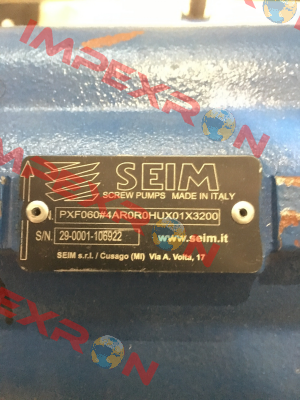 IMPEXRON
SEIM
SCREW PUMPS MADE IN ITALY
PXF060#4AR0R0HUX01X3200
S/N. 29-0001-106922 www.seim.it
SEIM s.r.l. / Cusago (MI) Via A. Volta, 17